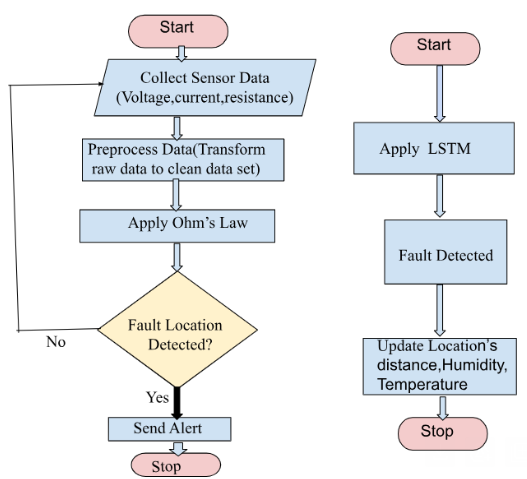 Start
Collect Sensor Data
(Voltage,current,resistance)
Preprocess Data(Transform
raw data to clean data set)
Apply Ohm's Law
Fault Location
Detected?
No
Yes
Send Alert
Stop
Start
Apply LSTM
Fault Detected
Update Location's
distance,Humidity,
Temperature
Stop